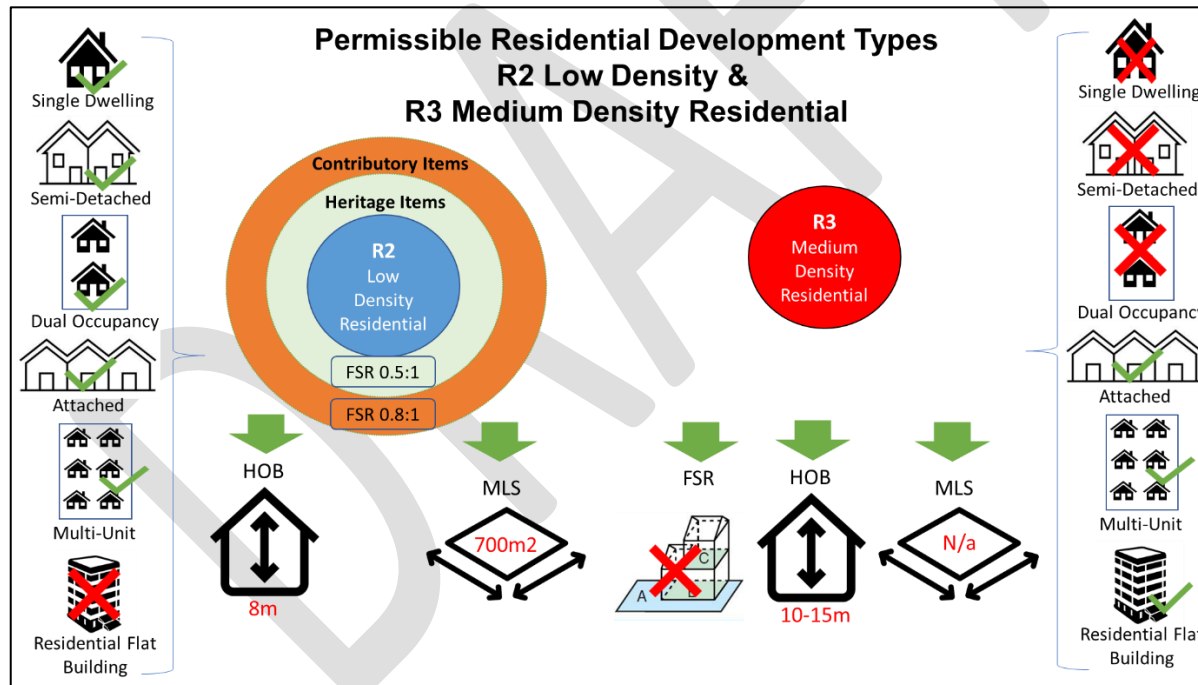 Permissible Residential Development Types
R2 Low Density &
R3 Medium Density Residential
Single Dwelling
Semi-Detached
Dual Occupancy
Attached
Multi-Unit
Residential Flat
Building
Contributory Items
Heritage Items
R2
Low
Density
Residential
FSR 0.5:1
FSR 0.8:1
HOB
8m
MLS
700m2
R3
Medium
Density
Residential
FSR
A
C
HOB
10-15m
MLS
N/a
Single Dwelling
Semi-Detached
Dual Occupancy
Attached
Multi-Unit
Residential Flat
Building
DRAFT